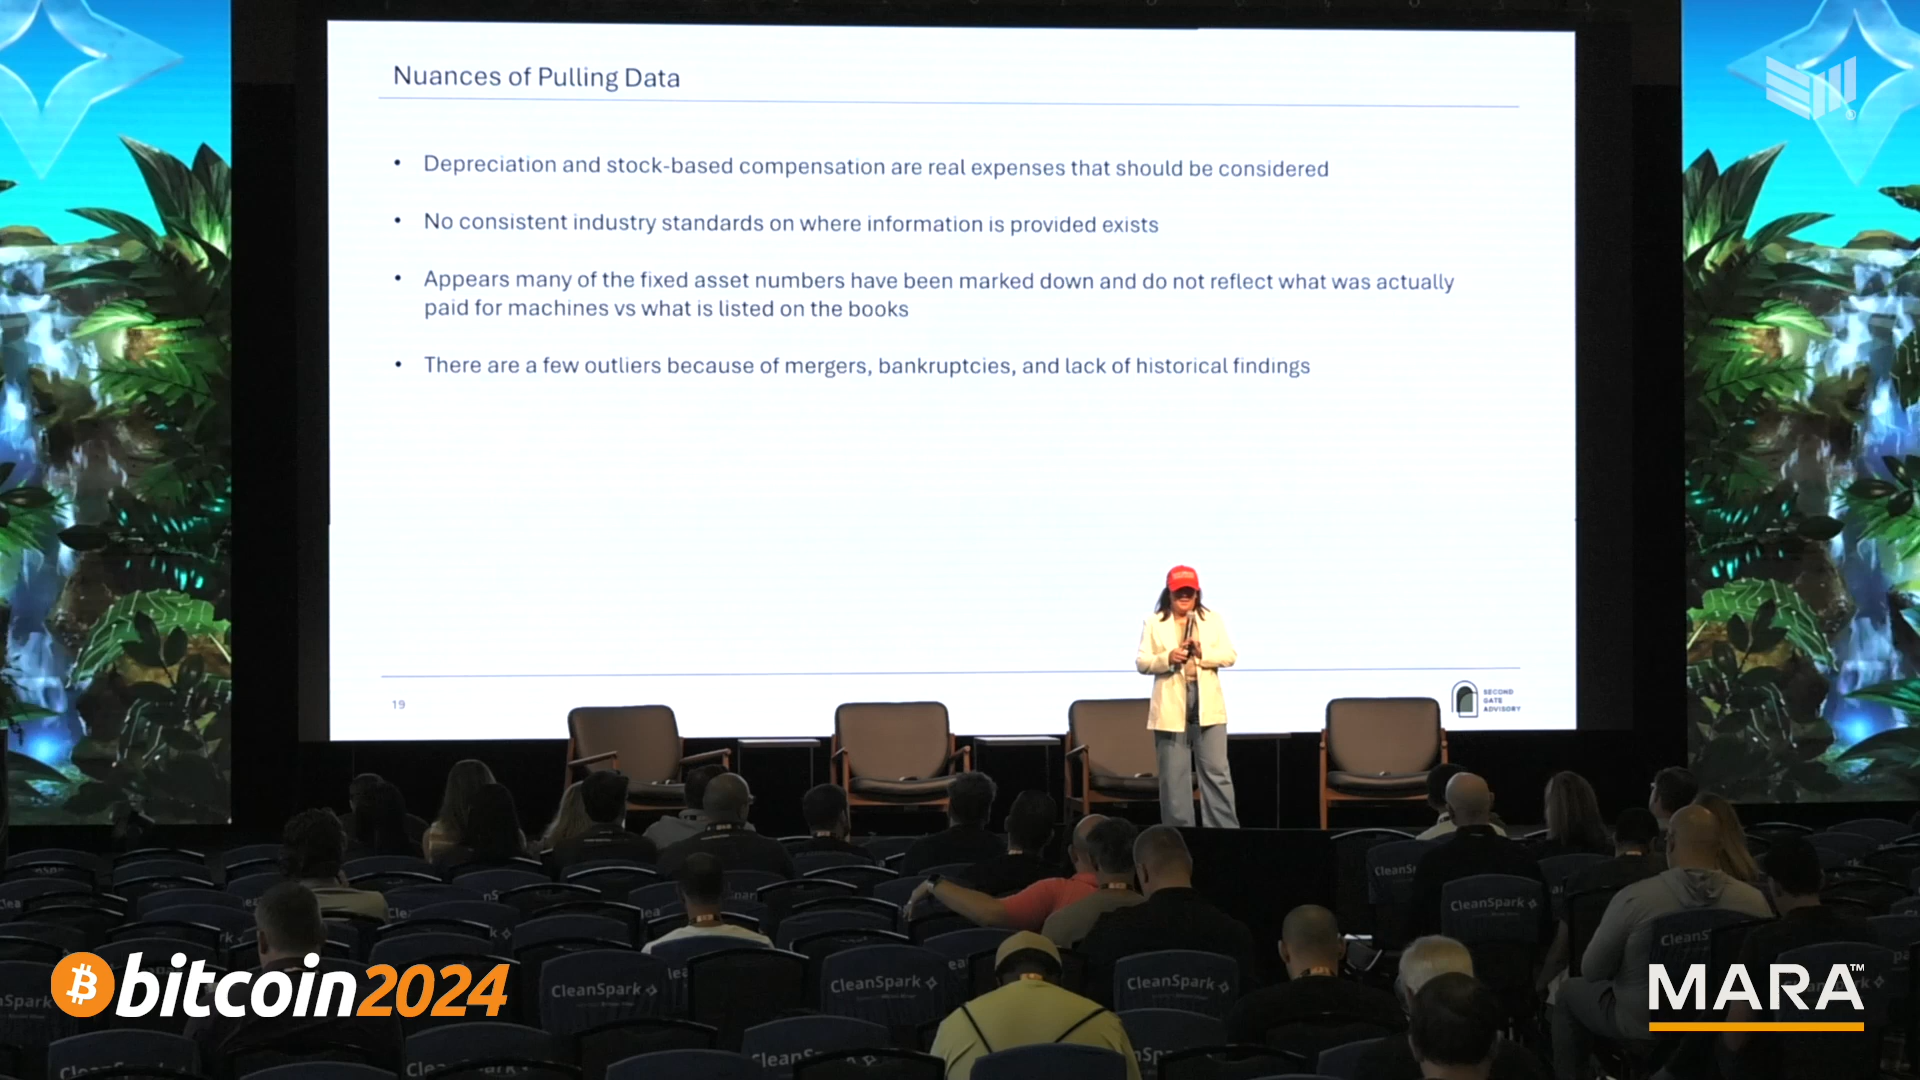 Nuances of Pulling Data
• Depreciation and stock-based compensation are real expenses that should be considered
• No consistent industry standards on where information is provided exists
• Appears many of the fixed asset numbers have been marked down and do not reflect what was actually
paid for machines vs what is listed on the books
• There are a few outliers because of mergers, bankruptcies, and lack of historical findings
19
SECOND
GATE
ADVISORY
CleanSpark
CleanSpark
CleanSpark
CleanSpark
bitcoin2024
MARA™